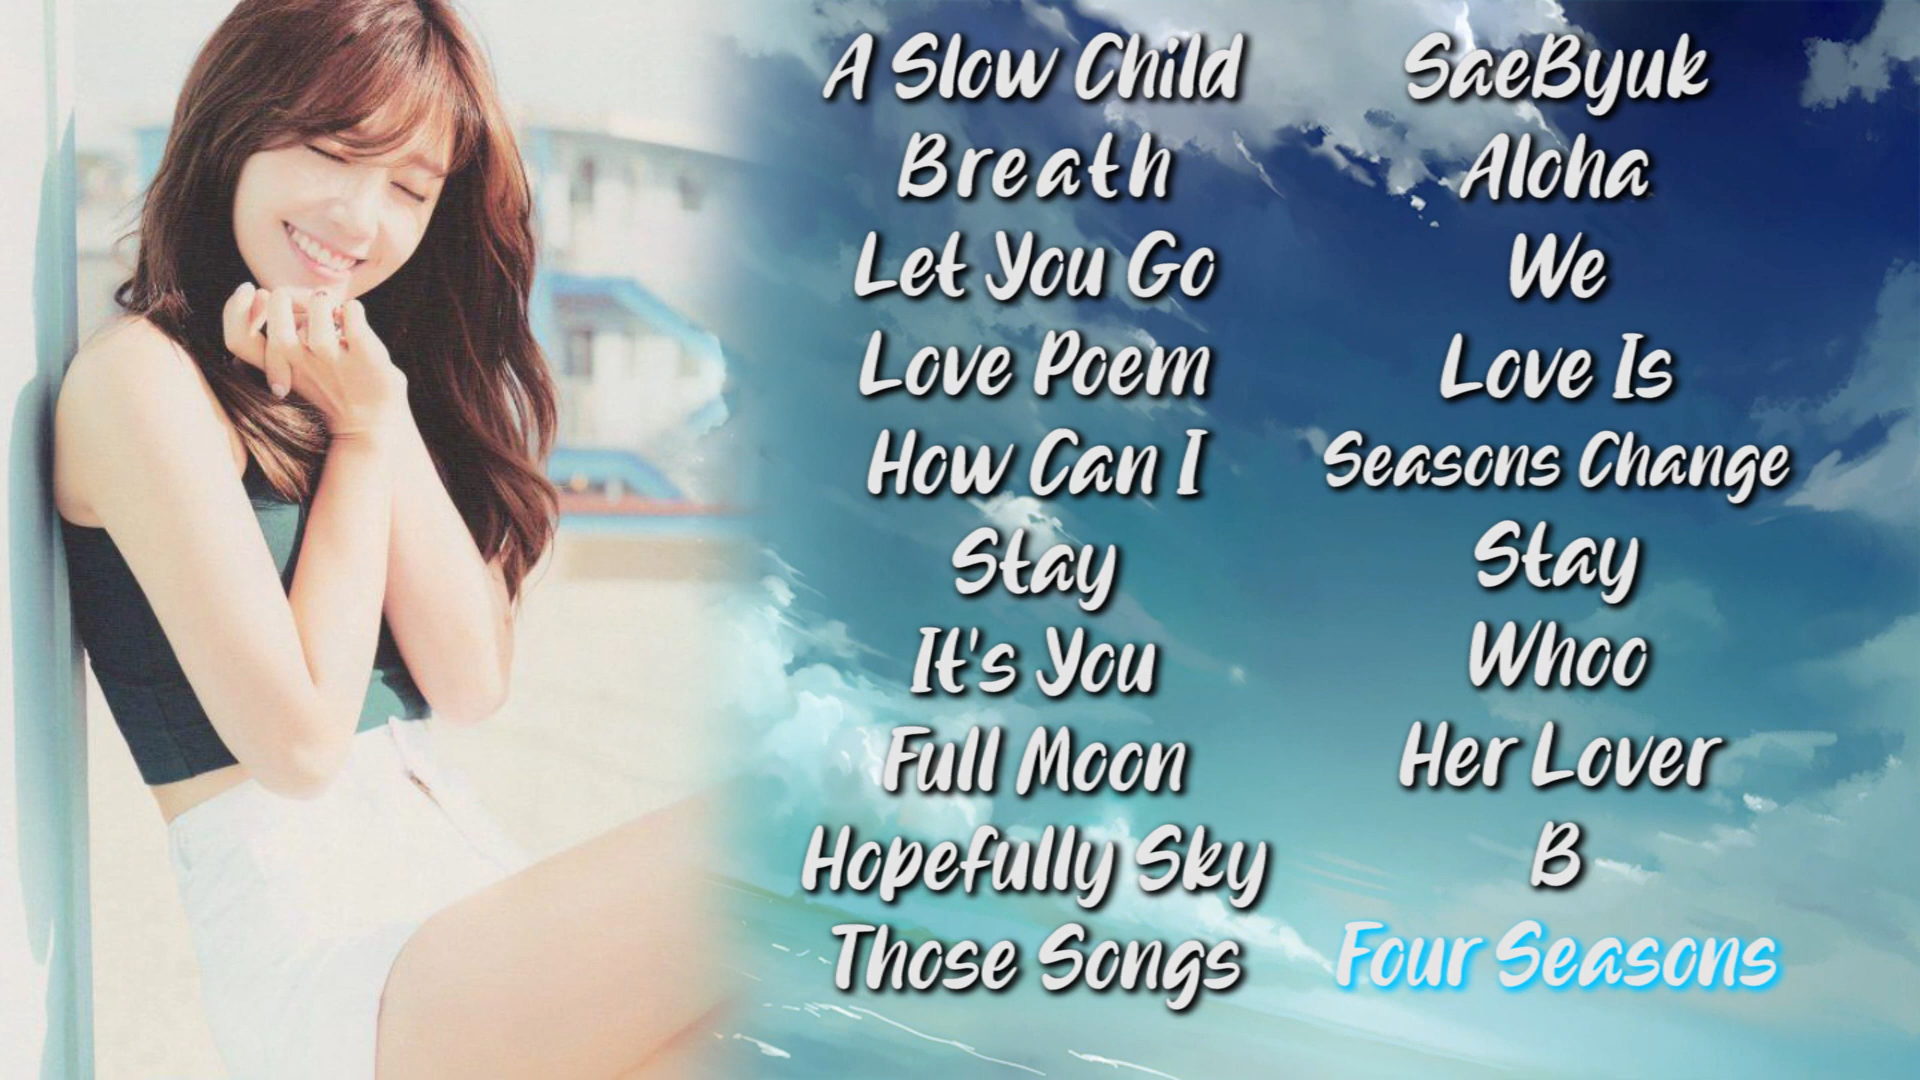 A Slow Child
Breath
Let You Go
Love Poem
How Can I
Stay
It's You
Full Moon
Hopefully Sky
Those Songs
SaeByuk
Aloha
We
Love Is
Seasons Change
Stay
Whoo
Her Lover
B
Four Seasons